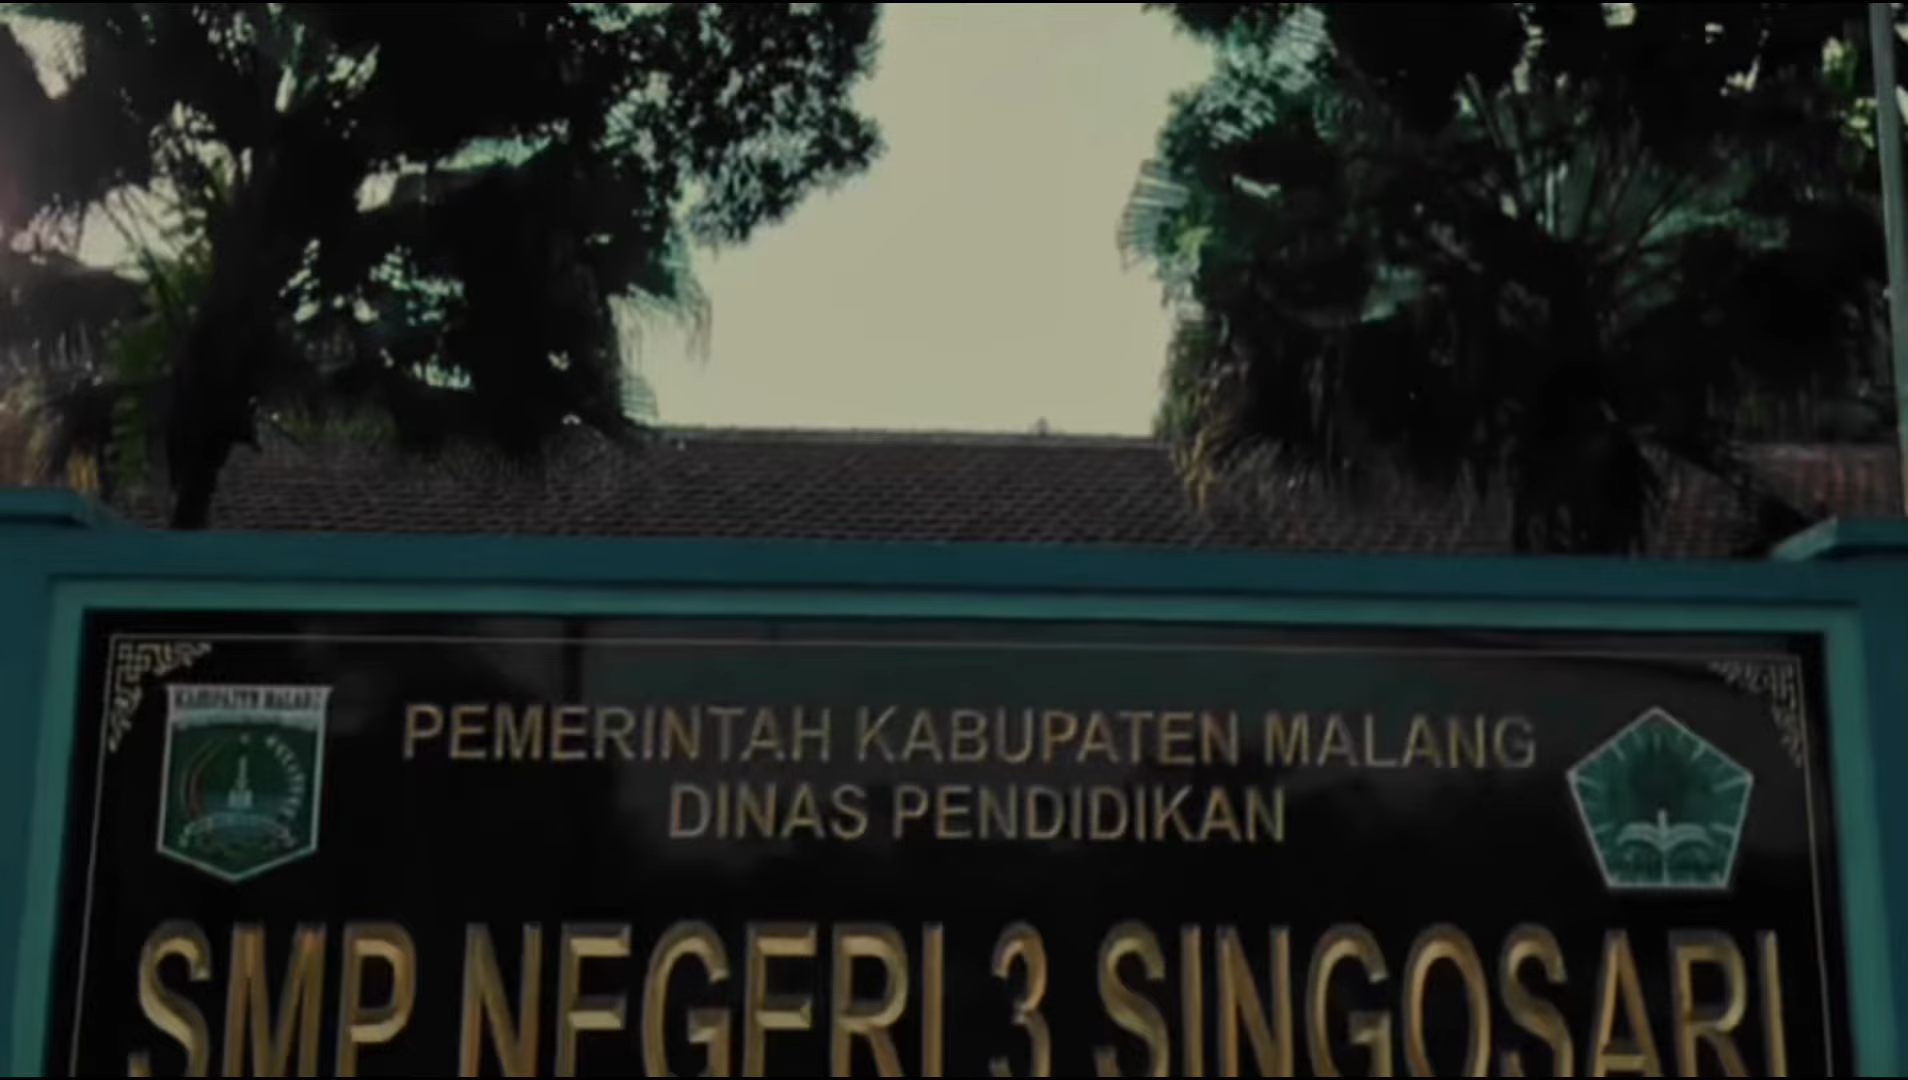 PEMERINTAH KABUPATEN MALANG
DINAS PENDIDIKAN
SMP NEGERI 3 SINGOSARI